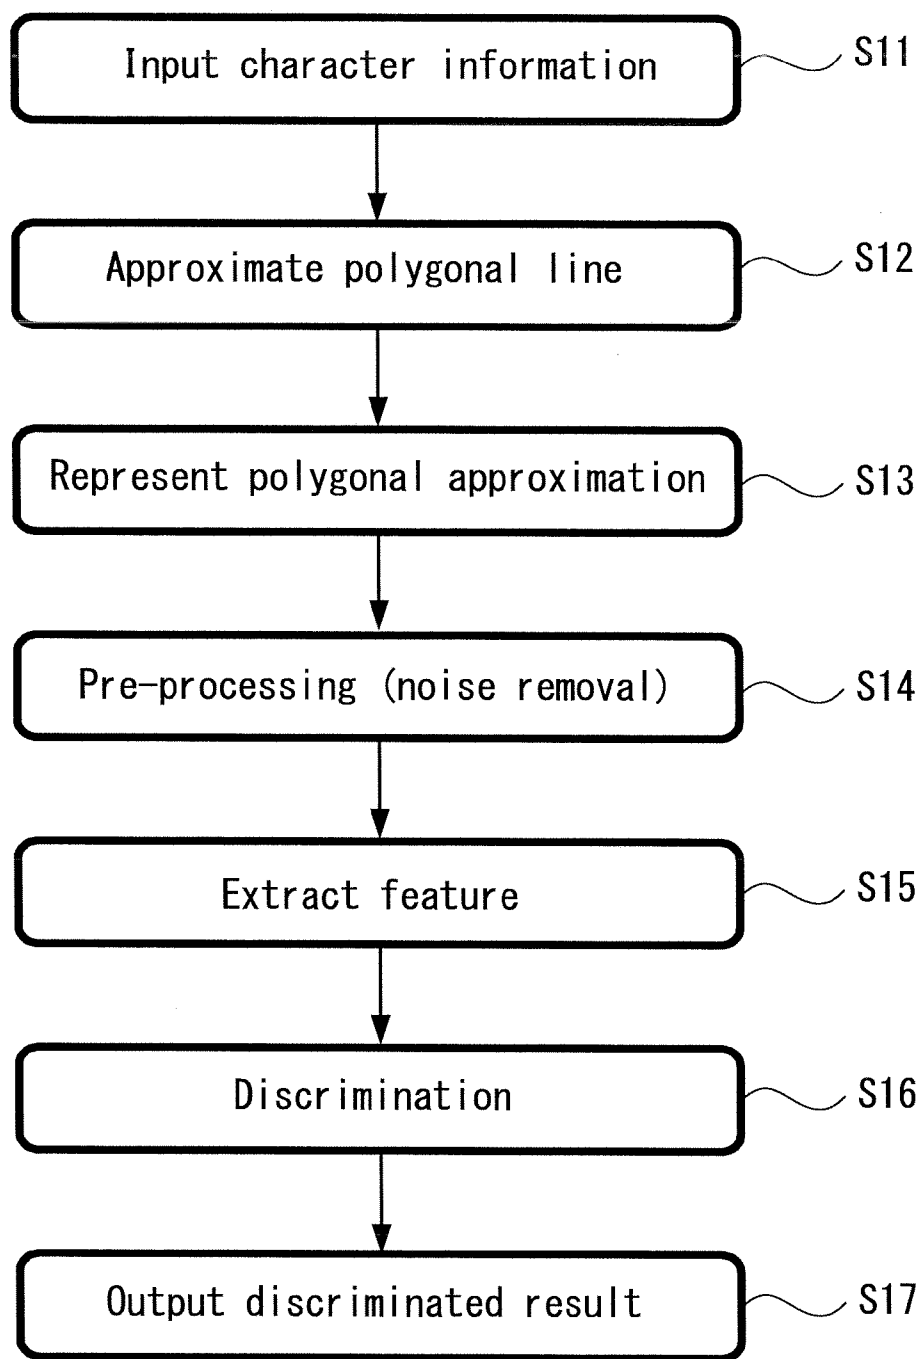 Input character information
S11
Approximate polygonal line
S12
Represent polygonal approximation
S13
Pre-processing (noise removal)
S14
Extract feature
S15
Discrimination
S16
Output discriminated result
S17